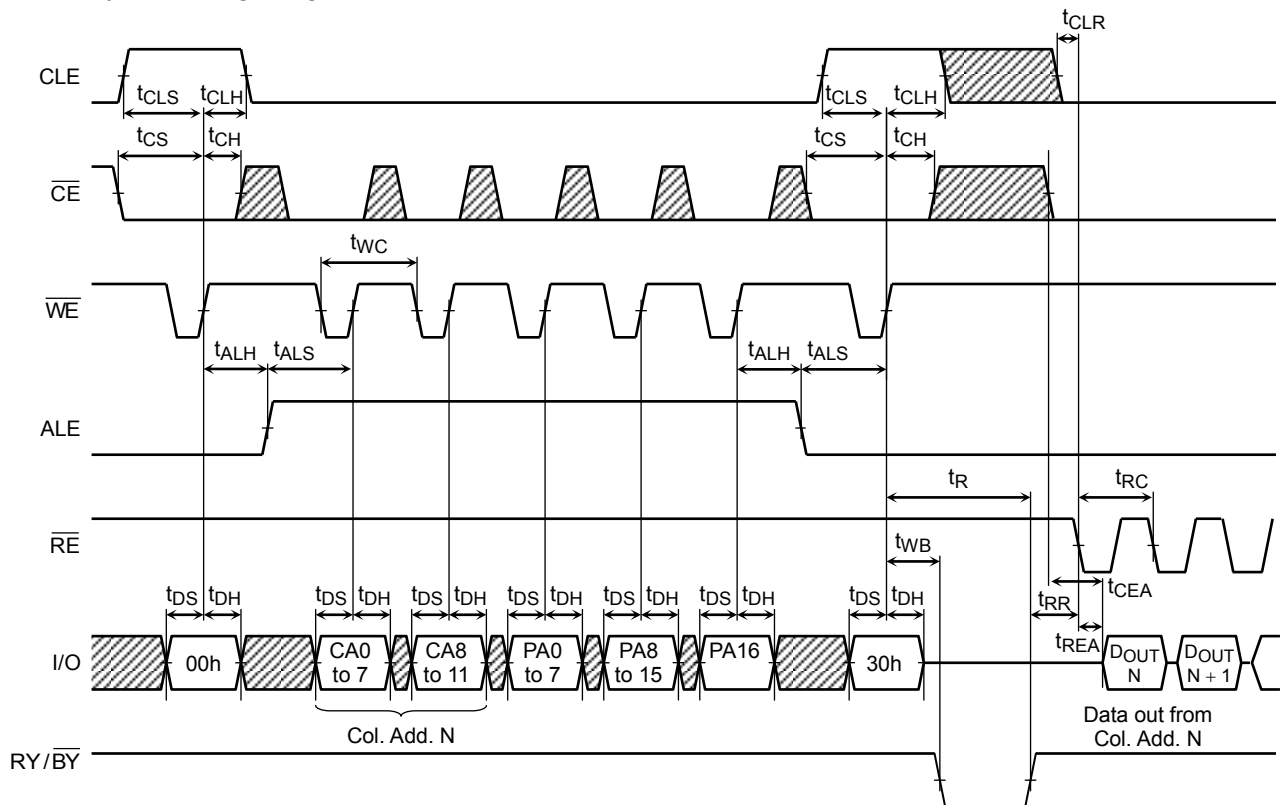 tCLR
CLE
tCLS tCLH tCLS tCLH
tCS tCH tCS tCH
CE
tWC
WE
tALH tALS tALH tALS
ALE
tR tRC
RE
tWB
tDS tDH tDS tDH tDS tDH tDS tDH tDS tDH tDS tDH tDS tDH tRR tCEA
tREA
I/O 00h CA0 to 7 CA8 to 11 PA0 to 7 PA8 to 15 PA16 30h DOUT N DOUT N + 1
Col. Add. N
Data out from
Col. Add. N
RY/BY